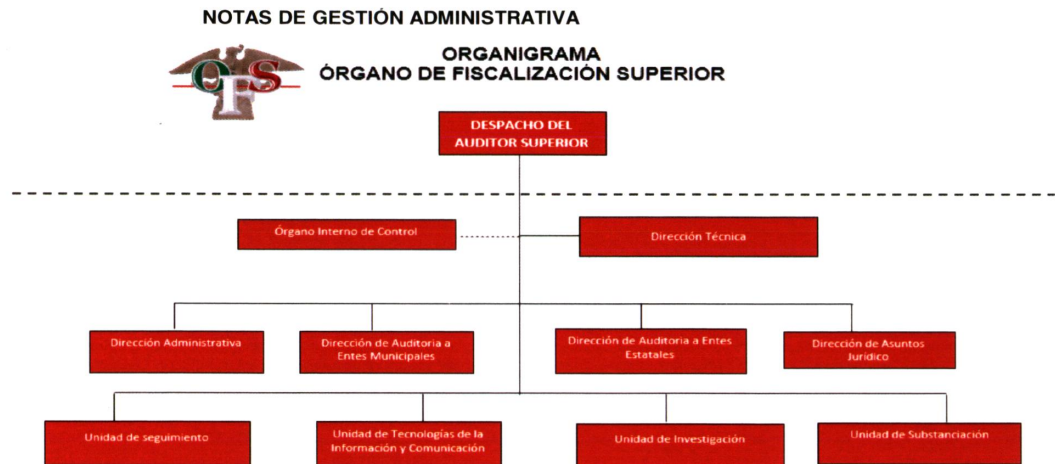 NOTAS DE GESTIÓN ADMINISTRATIVA
OFS
ORGANIGRAMA
ÓRGANO DE FISCALIZACIÓN SUPERIOR
DESPACHO DEL
AUDITOR SUPERIOR
Órgano Interno de Control
Dirección Técnica
Dirección Administrativa
Dirección de Auditoria a
Entes Municipales
Dirección de Auditoria a Entes
Estatales
Dirección de Asuntos
Jurídico
Unidad de seguimiento
Unidad de Tecnologías de la
Información y Comunicación
Unidad de Investigación
Unidad de Substanciación